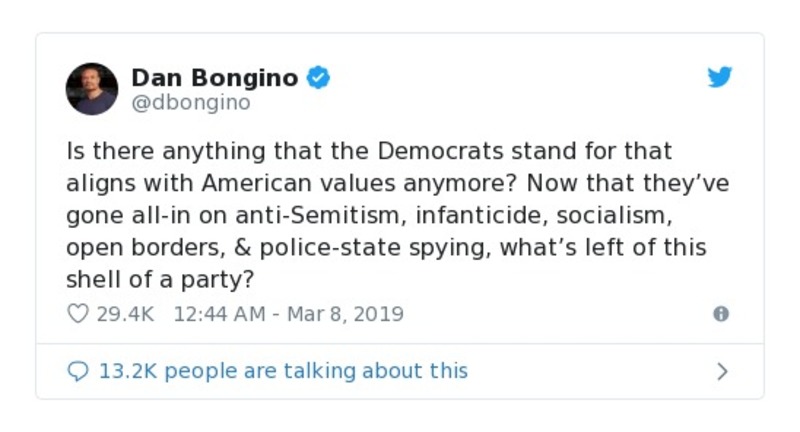 Dan Bongino
@dbongino
Is there anything that the Democrats stand for that
aligns with American values anymore? Now that they’ve
gone all-in on anti-Semitism, infanticide, socialism,
open borders, & police-state spying, what’s left of this
shell of a party?
29.4K 12:44 AM - Mar 8, 2019
13.2K people are talking about this